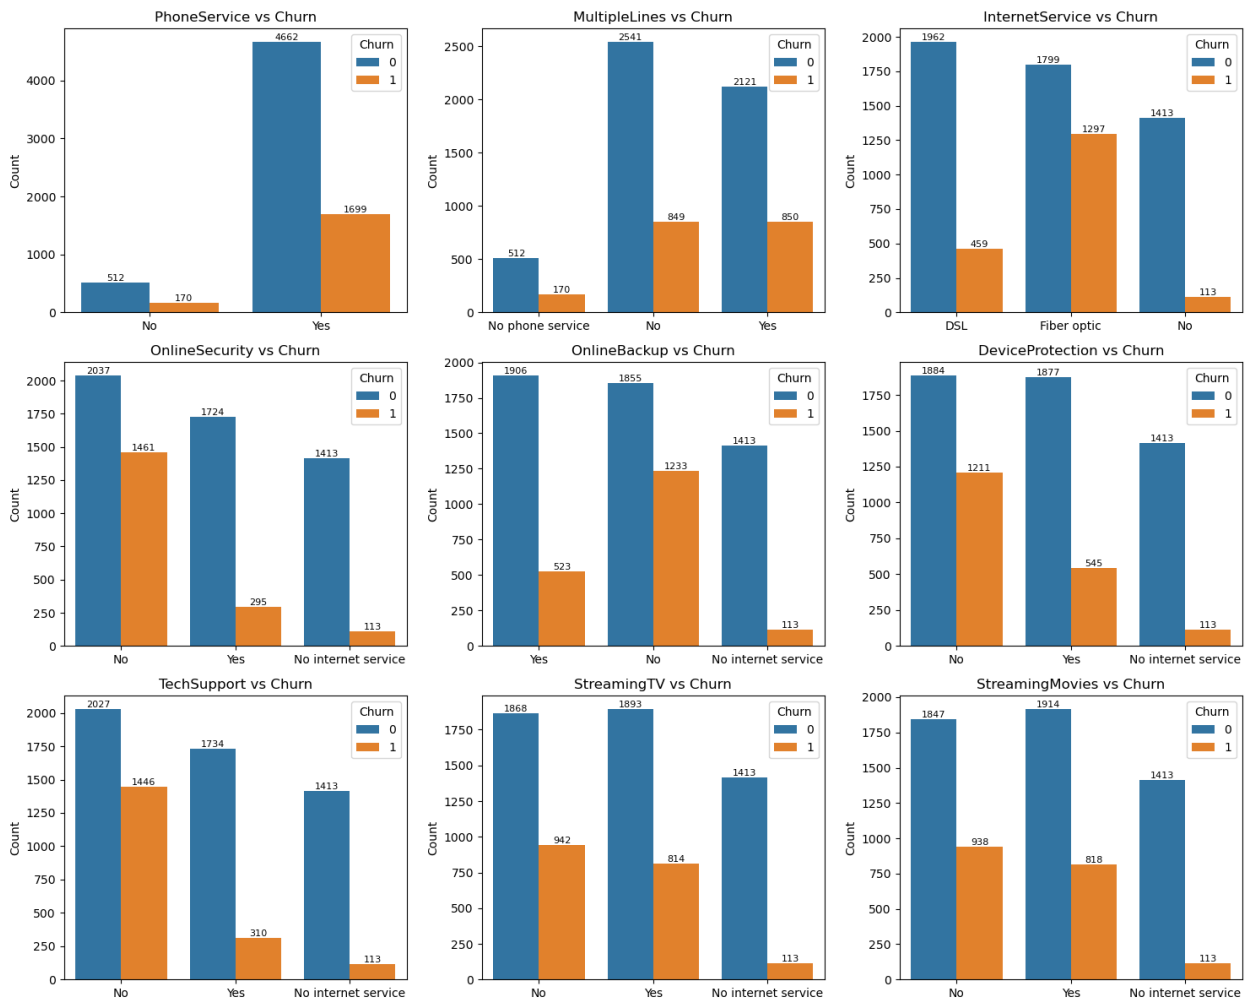 PhoneService vs Churn
Churn
0
1
4662
1699
512
170
4000
3000
2000
1000
0
Count
No
Yes
MultipleLines vs Churn
Churn
0
1
2541
2121
849
850
512
170
2500
2000
1500
1000
500
0
Count
No phone service
No
Yes
InternetService vs Churn
Churn
0
1
1962
1799
1413
1297
459
113
2000
1750
1500
1250
1000
750
500
250
0
Count
DSL
Fiber optic
No
OnlineSecurity vs Churn
Churn
0
1
2037
1724
1461
1413
295
113
2000
1750
1500
1250
1000
750
500
250
0
Count
No
Yes
No internet service
OnlineBackup vs Churn
Churn
0
1
1906
1855
1413
1233
523
113
2000
1750
1500
1250
1000
750
500
250
0
Count
Yes
No
No internet service
DeviceProtection vs Churn
Churn
0
1
1884
1877
1413
1211
545
113
1750
1500
1250
1000
750
500
250
0
Count
No
Yes
No internet service
TechSupport vs Churn
Churn
0
1
2027
1734
1446
1413
310
113
2000
1750
1500
1250
1000
750
500
250
0
Count
No
Yes
No internet service
StreamingTV vs Churn
Churn
0
1
1868
1893
1413
942
814
113
1750
1500
1250
1000
750
500
250
0
Count
No
Yes
No internet service
StreamingMovies vs Churn
Churn
0
1
1847
1914
1413
938
818
113
2000
1750
1500
1250
1000
750
500
250
0
Count
No
Yes
No internet service